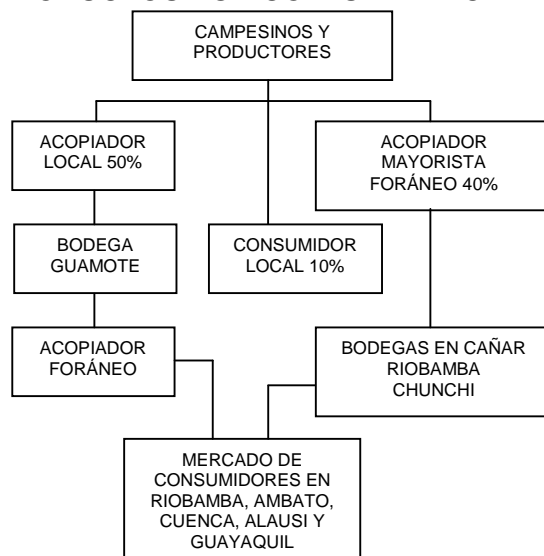 CAMPESINOS Y
PRODUCTORES
ACOPIADOR
LOCAL 50%
ACOPIADOR
MAYORISTA
FORÁNEO 40%
BODEGA
GUAMOTE
CONSUMIDOR
LOCAL 10%
ACOPIADOR
FORÁNEO
BODEGAS EN CAÑAR
RIOBAMBA
CHUNCHI
MERCADO DE
CONSUMIDORES EN
RIOBAMBA, AMBATO,
CUENCA, ALAUSI Y
GUAYAQUIL